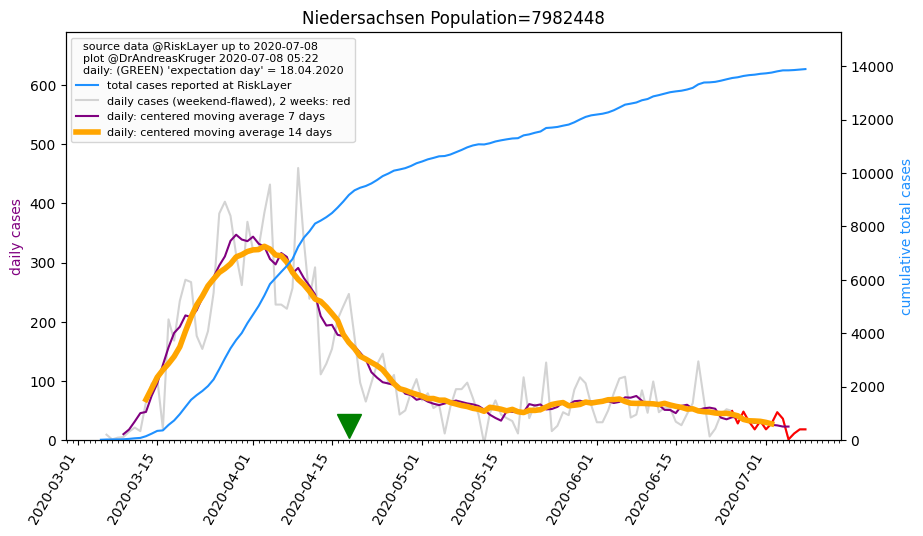 Niedersachsen Population=7982448
source data @RiskLayer up to 2020-07-08
plot @DrAndreasKruger 2020-07-08 05:22
daily: (GREEN) 'expectation day' = 18.04.2020
total cases reported at RiskLayer
daily cases (weekend-flawed), 2 weeks: red
daily: centered moving average 7 days
daily: centered moving average 14 days
daily cases
600
500
400
300
200
100
0
cumulative total cases
14000
12000
10000
8000
6000
4000
2000
0
2020-03-01
2020-03-15
2020-04-01
2020-04-15
2020-05-01
2020-05-15
2020-06-01
2020-06-15
2020-07-01